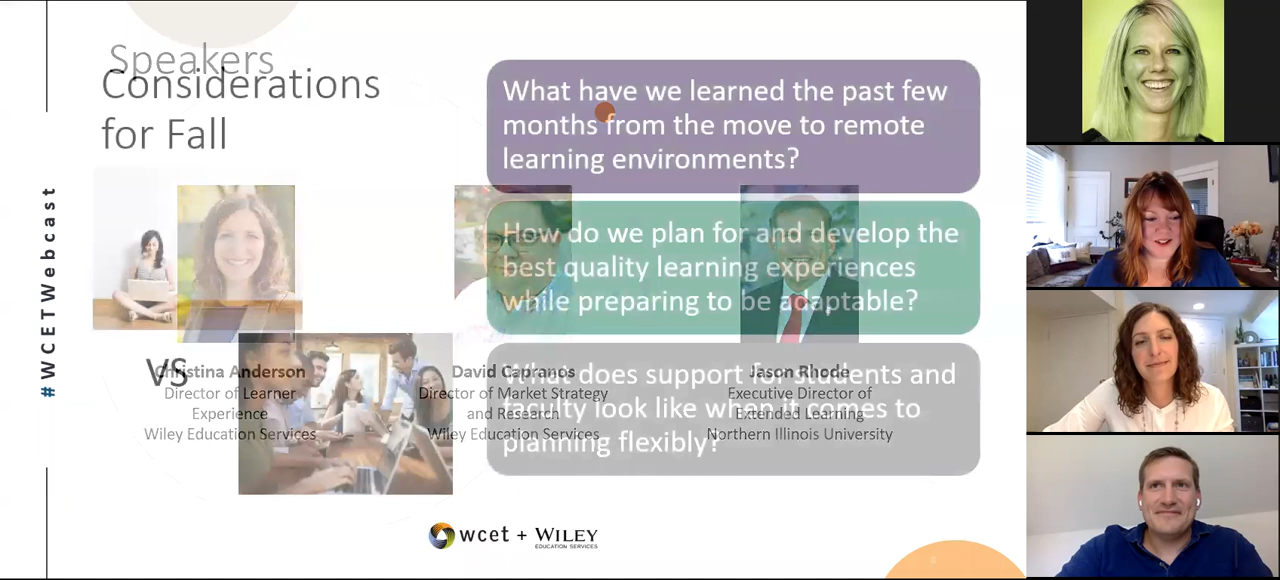 Speakers
Considerations
for Fall
#WCETWebcast
What have we learned the past few
months from the move to remote
learning environments?
How do we plan for and develop the
best quality learning experiences
while preparing to be adaptable?
What does support for students and
faculty look like when it comes to
planning flexibly?
VS
Christina Anderson
Director of Learner
Experience
Wiley Education Services
David Capranos
Director of Market Strategy
and Research
Wiley Education Services
Jason Rhode
Executive Director of
Extended Learning
Northern Illinois University
wcet + WILEY
EDUCATION SERVICES